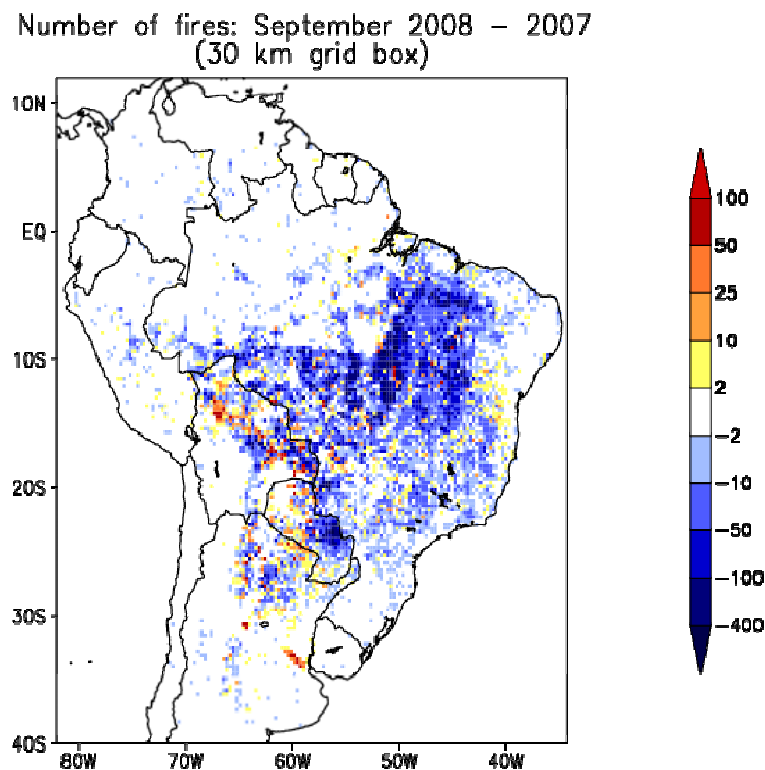 Number of fires: September 2008 – 2007
(30 km grid box)
10N
EQ
10S
20S
30S
40S
80W 70W 60W 50W 40W
100
50
25
10
2
−2
−10
−50
−100
−400